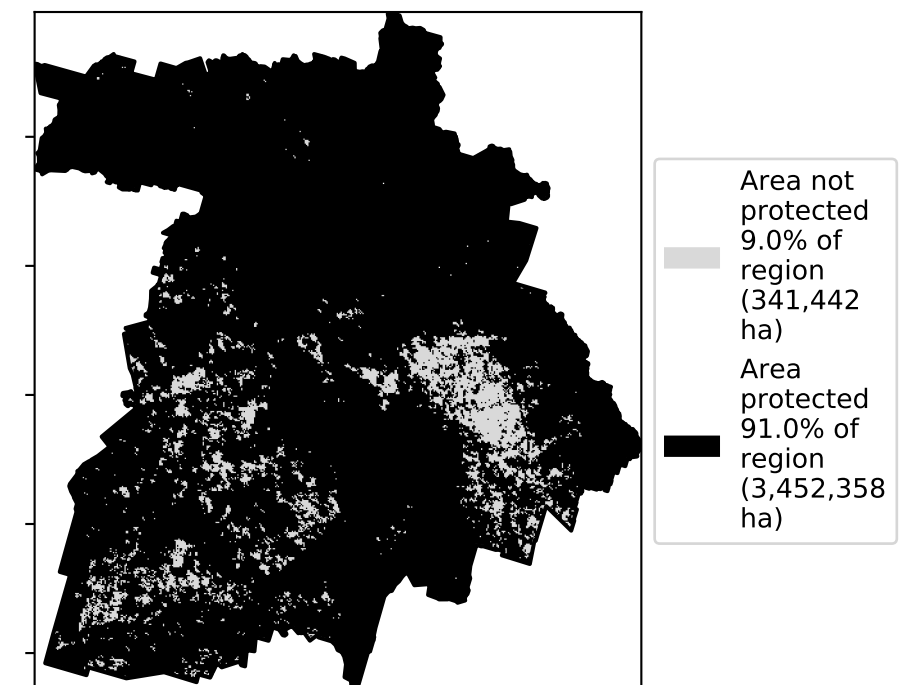 Area not
protected
9.0% of
region
(341,442
ha)
Area
protected
91.0% of
region
(3,452,358
ha)